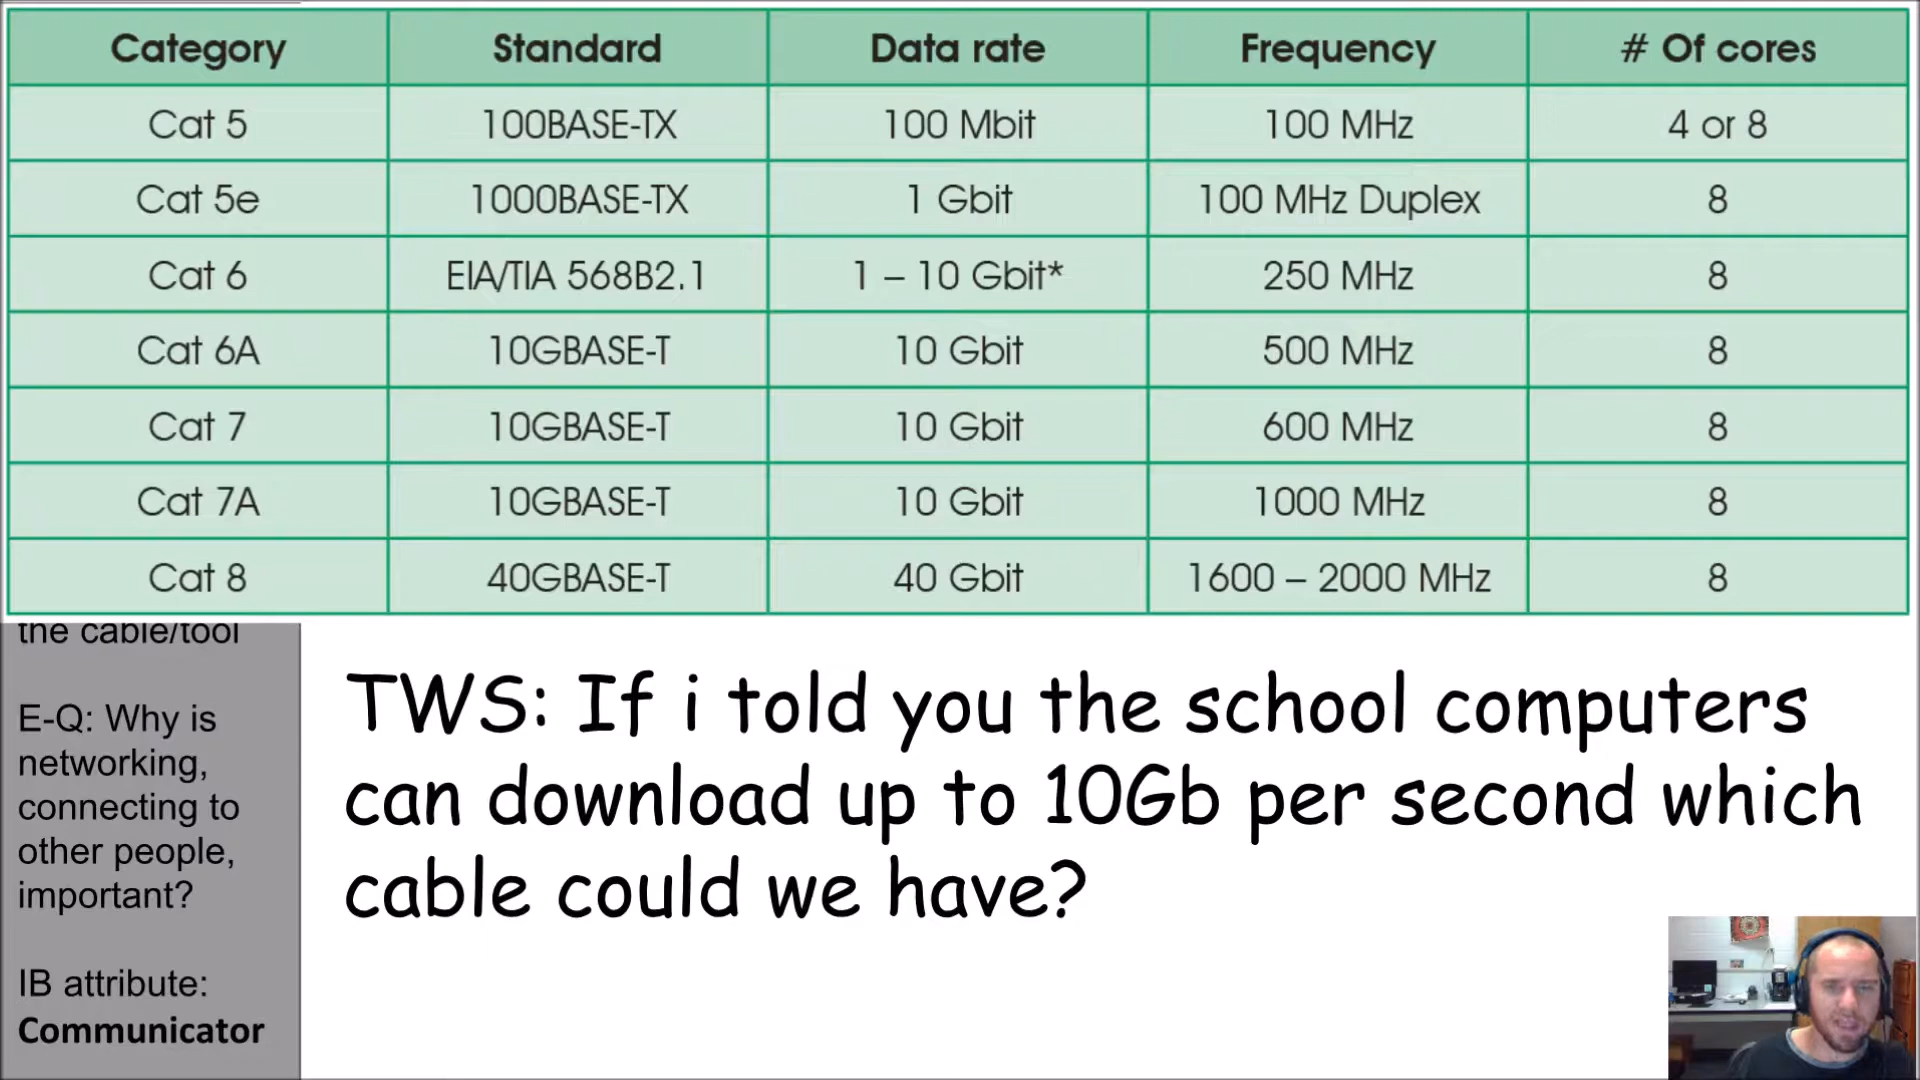 Category Standard Data rate Frequency # Of cores
Cat 5 100BASE-TX 100 Mbit 100 MHz 4 or 8
Cat 5e 1000BASE-TX 1 Gbit 100 MHz Duplex 8
Cat 6 EIA/TIA 568B2.1 1 – 10 Gbit* 250 MHz 8
Cat 6A 10GBASE-T 10 Gbit 500 MHz 8
Cat 7 10GBASE-T 10 Gbit 600 MHz 8
Cat 7A 10GBASE-T 10 Gbit 1000 MHz 8
Cat 8 40GBASE-T 40 Gbit 1600 – 2000 MHz 8
the cable/tool
E-Q: Why is
networking,
connecting to
other people,
important?
IB attribute:
Communicator
TWS: If i told you the school computers
can download up to 10Gb per second which
cable could we have?